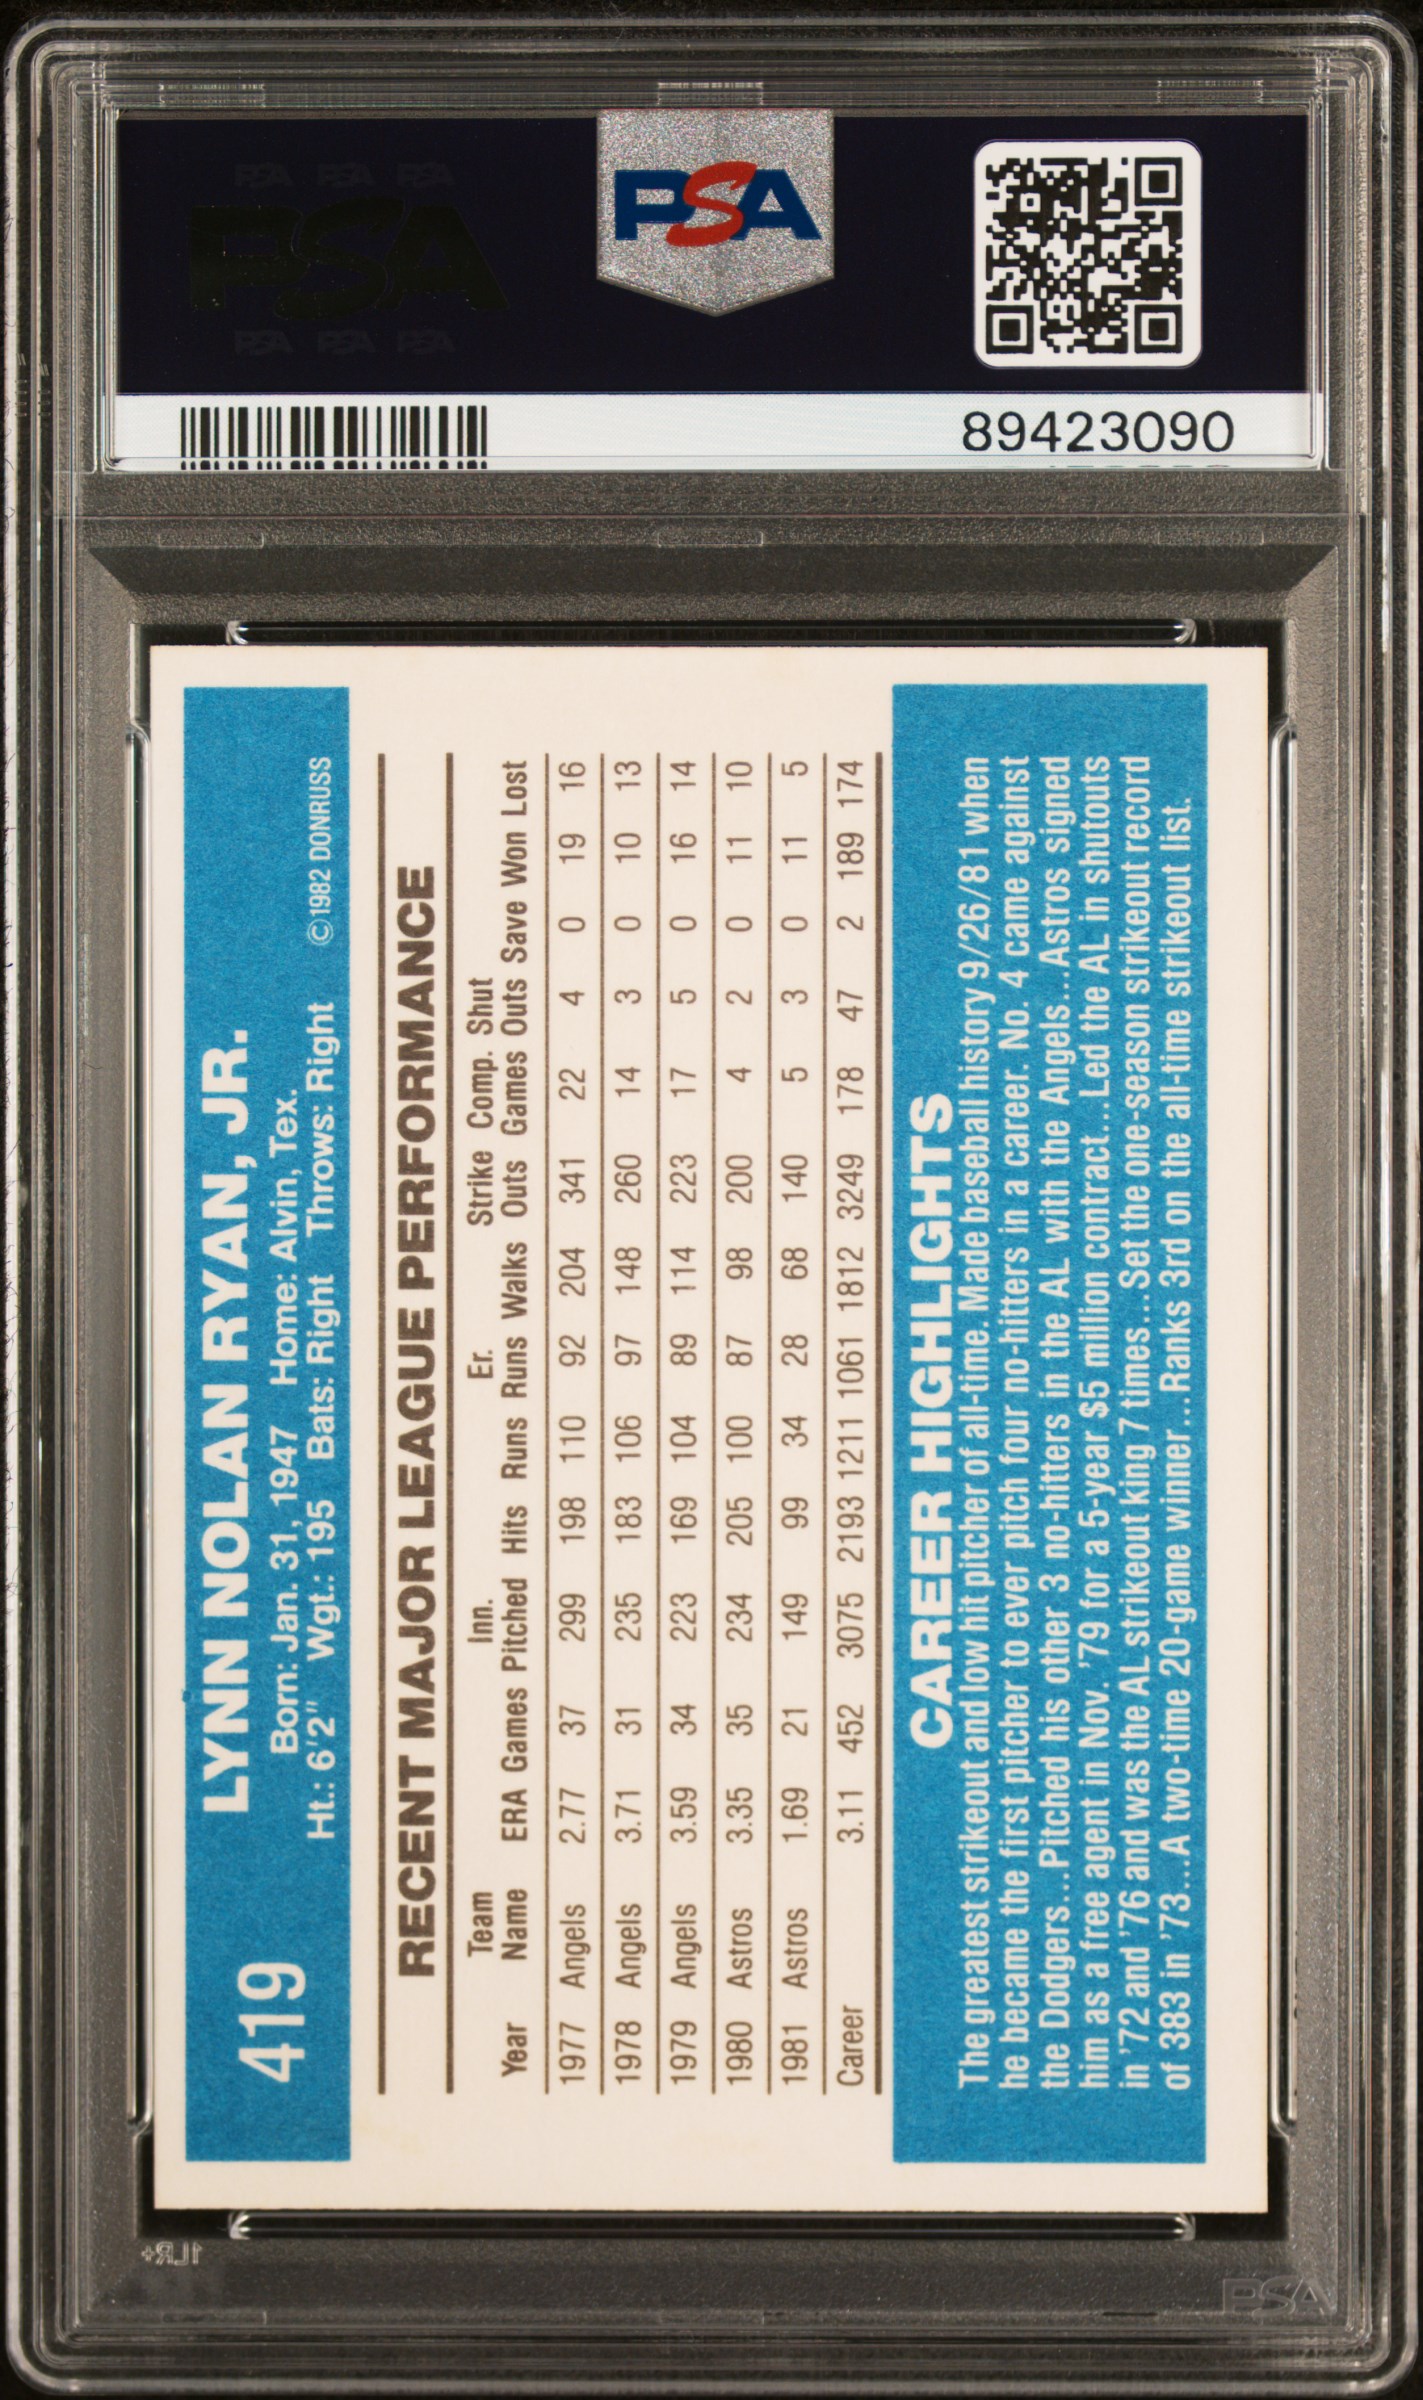 PSA PSA PSA
PSA
PSA PSA PSA
PSA
89423090
419
LYNN NOLAN RYAN, JR.
Born: Jan. 31, 1947 Home: Alvin, Tex.
Ht.: 6'2" Wgt.: 195 Bats: Right Throws: Right ©1982 DONRUSS
RECENT MAJOR LEAGUE PERFORMANCE
Team Inn. Er. Strike Comp. Shut
Year Name ERA Games Pitched Hits Runs Runs Walks Outs Games Outs Save Won Lost
1977 Angels 2.77 37 299 198 110 92 204 341 22 4 0 19 16
1978 Angels 3.71 31 235 183 106 97 148 260 14 3 0 10 13
1979 Angels 3.59 34 223 169 104 89 114 223 17 5 0 16 14
1980 Astros 3.35 35 234 205 100 87 98 200 4 2 0 11 10
1981 Astros 1.69 21 149 99 34 28 68 140 5 3 0 11 5
Career 3.11 452 3075 2193 1211 1061 1812 3249 178 47 2 189 174
CAREER HIGHLIGHTS
The greatest strikeout and low hit pitcher of all-time. Made baseball history 9/26/81 when
he became the first pitcher to ever pitch four no-hitters in a career. No. 4 came against
the Dodgers...Pitched his other 3 no-hitters in the AL with the Angels...Astros signed
him as a free agent in Nov. '79 for a 5-year $5 million contract...Led the AL in shutouts
in '72 and '76 and was the AL strikeout king 7 times...Set the one-season strikeout record
of 383 in '73...A two-time 20-game winner...Ranks 3rd on the all-time strikeout list.
1LR+
PSA